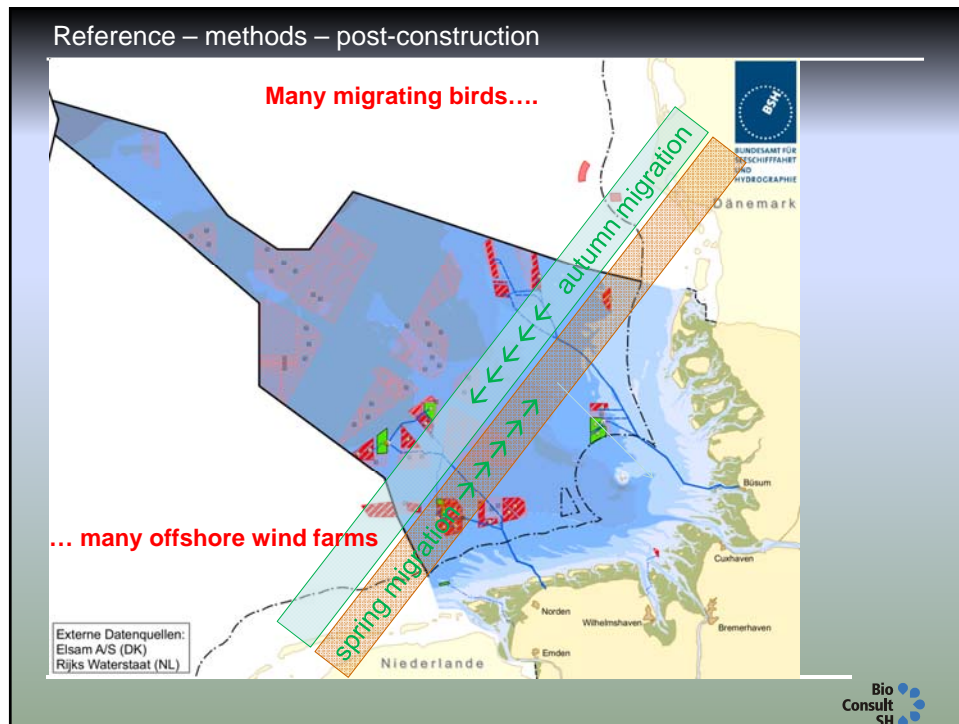 Reference – methods – post-construction
Many migrating birds….
BSH
BUNDESAMT FÜR
SEESCHIFFFAHRT
UND
HYDROGRAPHIE
autumn migration
Dänemark
spring migration
… many offshore wind farms
Büsum
Cuxhaven
Norden
Wilhelmshaven
Bremerhaven
Emden
Niederlande
Externe Datenquellen:
Elsam A/S (DK)
Rijks Waterstaat (NL)
Bio
Consult
SH